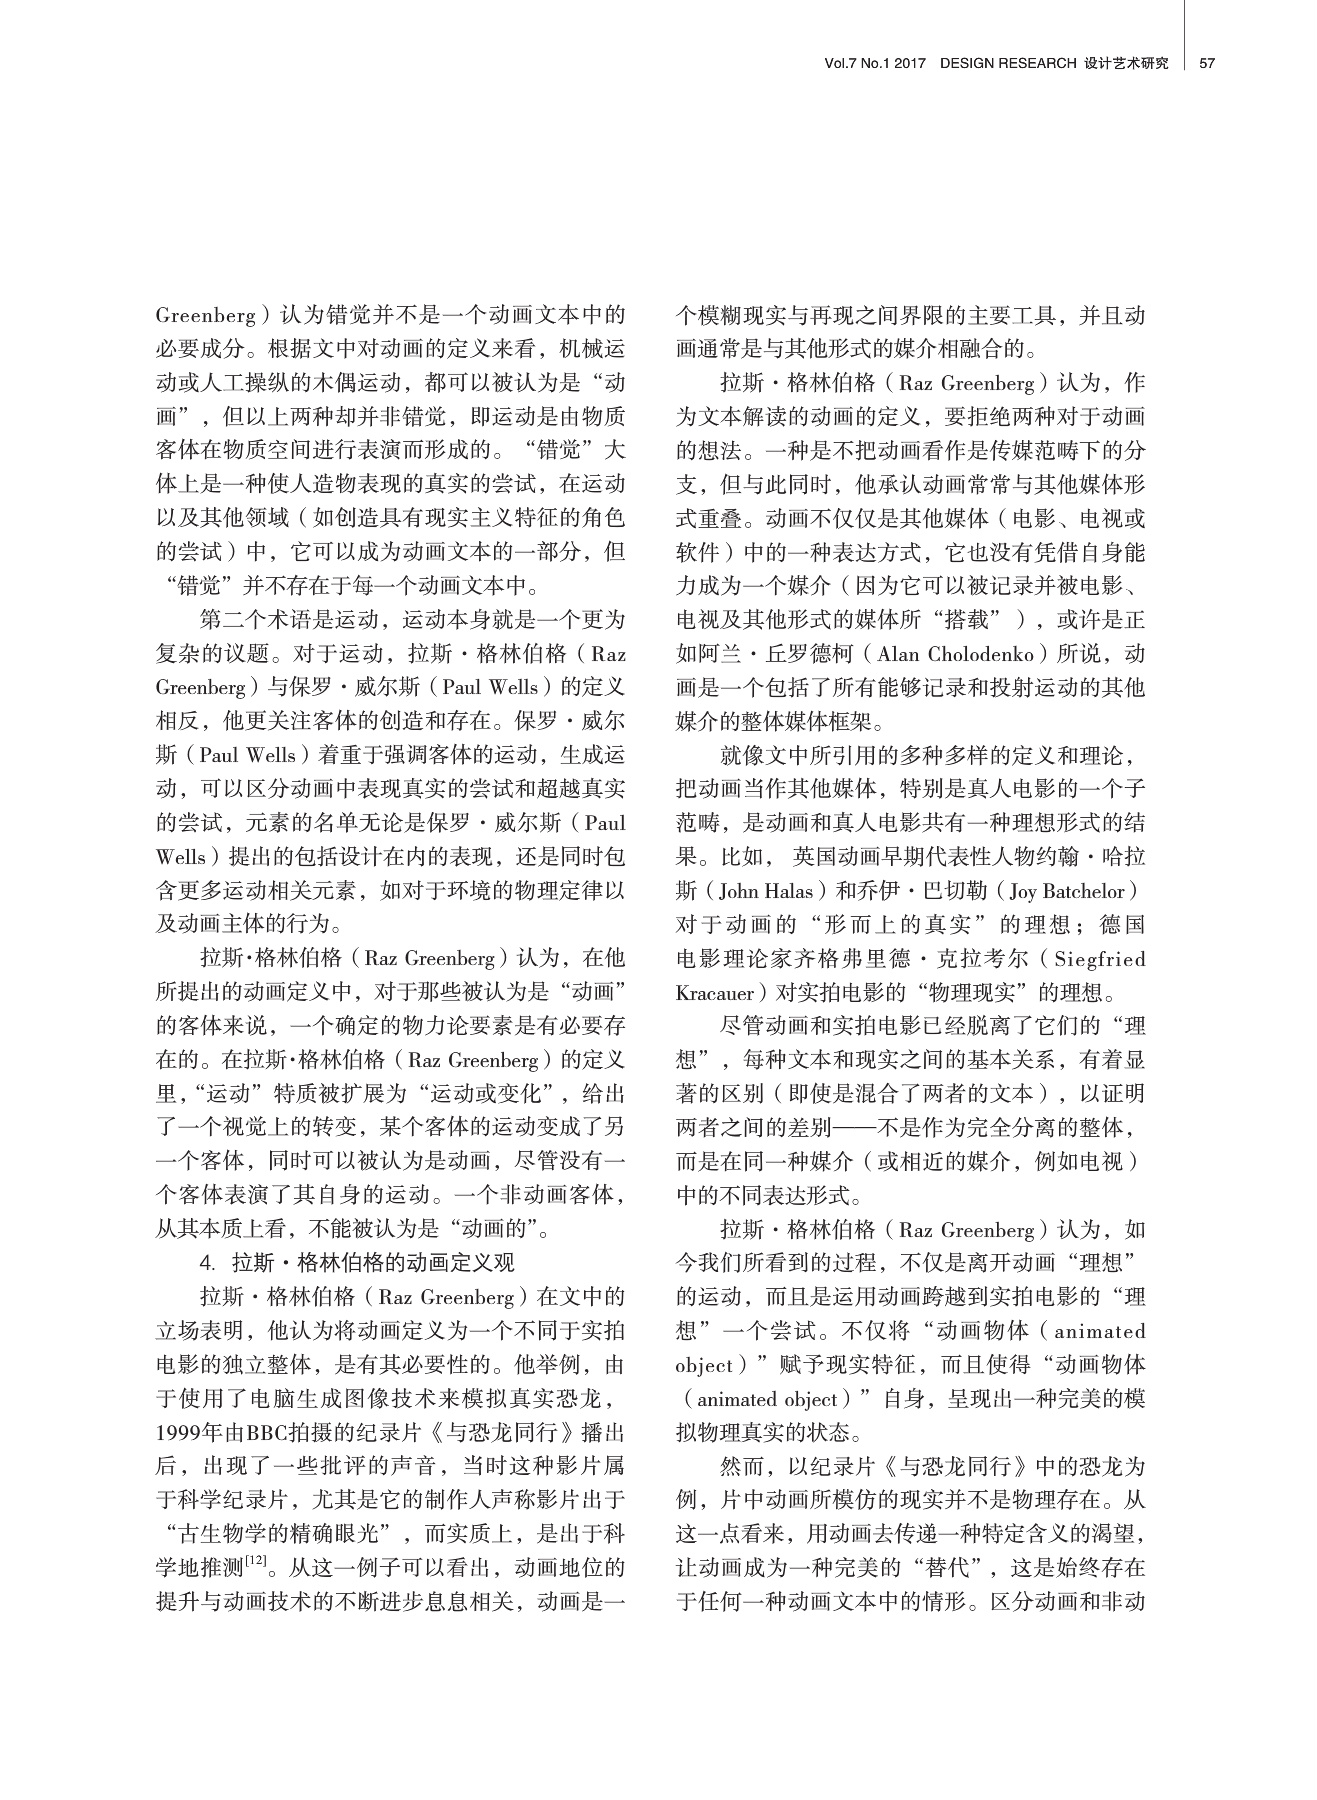 Vol.7 No.1 2017 DESIGN RESEARCH 设计艺术研究 57
Greenberg）认为错觉并不是一个动画文本中的
必要成分。根据文中对动画的定义来看，机械运
动或人工操纵的木偶运动，都可以被认为是“动
画”，但以上两种却并非错觉，即运动是由物质
客体在物质空间进行表演而形成的。“错觉”大
体上是一种使人造物表现的真实的尝试，在运动
以及其他领域（如创造具有现实主义特征的角色
的尝试）中，它可以成为动画文本的一部分，但
“错觉”并不存在于每一个动画文本中。
第二个术语是运动，运动本身就是一个更为
复杂的议题。对于运动，拉斯·格林伯格（Raz
Greenberg）与保罗·威尔斯（Paul Wells）的定义
相反，他更关注客体的创造和存在。保罗·威尔
斯（Paul Wells）着重于强调客体的运动，生成运
动，可以区分动画中表现真实的尝试和超越真实
的尝试，元素的名单无论是保罗·威尔斯（Paul
Wells）提出的包括设计在内的表现，还是同时包
含更多运动相关元素，如对于环境的物理定律以
及动画主体的行为。
拉斯·格林伯格（Raz Greenberg）认为，在他
所提出的动画定义中，对于那些被认为是“动画”
的客体来说，一个确定的物力论要素是有必要存
在的。在拉斯·格林伯格（Raz Greenberg）的定义
里，“运动”特质被扩展为“运动或变化”，给出
了一个视觉上的转变，某个客体的运动变成了另
一个客体，同时可以被认为是动画，尽管没有一
个客体表演了其自身的运动。一个非动画客体，
从其本质上看，不能被认为是“动画的”。
4. 拉斯·格林伯格的动画定义观
拉斯·格林伯格（Raz Greenberg）在文中的
立场表明，他认为将动画定义为一个不同于实拍
电影的独立整体，是有其必要性的。他举例，由
于使用了电脑生成图像技术来模拟真实恐龙，
1999年由BBC拍摄的纪录片《与恐龙同行》播出
后，出现了一些批评的声音，当时这种影片属
于科学纪录片，尤其是它的制作人声称影片出于
“古生物学的精确眼光”，而实质上，是出于科
学地推测[12]。从这一例子可以看出，动画地位的
提升与动画技术的不断进步息息相关，动画是一
个模糊现实与再现之间界限的主要工具，并且动
画通常是与其他形式的媒介相融合的。
拉斯·格林伯格（Raz Greenberg）认为，作
为文本解读的动画的定义，要拒绝两种对于动画
的想法。一种是不把动画看作是传媒范畴下的分
支，但与此同时，他承认动画常常与其他媒体形
式重叠。动画不仅仅是其他媒体（电影、电视或
软件）中的一种表达方式，它也没有凭借自身能
力成为一个媒介（因为它可以被记录并被电影、
电视及其他形式的媒体所“搭载”），或许是正
如阿兰·丘罗德柯（Alan Cholodenko）所说，动
画是一个包括了所有能够记录和投射运动的其他
媒介的整体媒体框架。
就像文中所引用的多种多样的定义和理论，
把动画当作其他媒体，特别是真人电影的一个子
范畴，是动画和真人电影共有一种理想形式的结
果。比如， 英国动画早期代表性人物约翰·哈拉
斯（John Halas）和乔伊·巴切勒（Joy Batchelor）
对于动画的“形而上的真实”的理想；德国
电影理论家齐格弗里德·克拉考尔（Siegfried
Kracauer）对实拍电影的“物理现实”的理想。
尽管动画和实拍电影已经脱离了它们的“理
想”，每种文本和现实之间的基本关系，有着显
著的区别（即使是混合了两者的文本），以证明
两者之间的差别——不是作为完全分离的整体，
而是在同一种媒介（或相近的媒介，例如电视）
中的不同表达形式。
拉斯·格林伯格（Raz Greenberg）认为，如
今我们所看到的过程，不仅是离开动画“理想”
的运动，而且是运用动画跨越到实拍电影的“理
想”一个尝试。不仅将“动画物体（animated
object）”赋予现实特征，而且使得“动画物体
（animated object）”自身，呈现出一种完美的模
拟物理真实的状态。
然而，以纪录片《与恐龙同行》中的恐龙为
例，片中动画所模仿的现实并不是物理存在。从
这一点看来，用动画去传递一种特定含义的渴望，
让动画成为一种完美的“替代”，这是始终存在
于任何一种动画文本中的情形。区分动画和非动